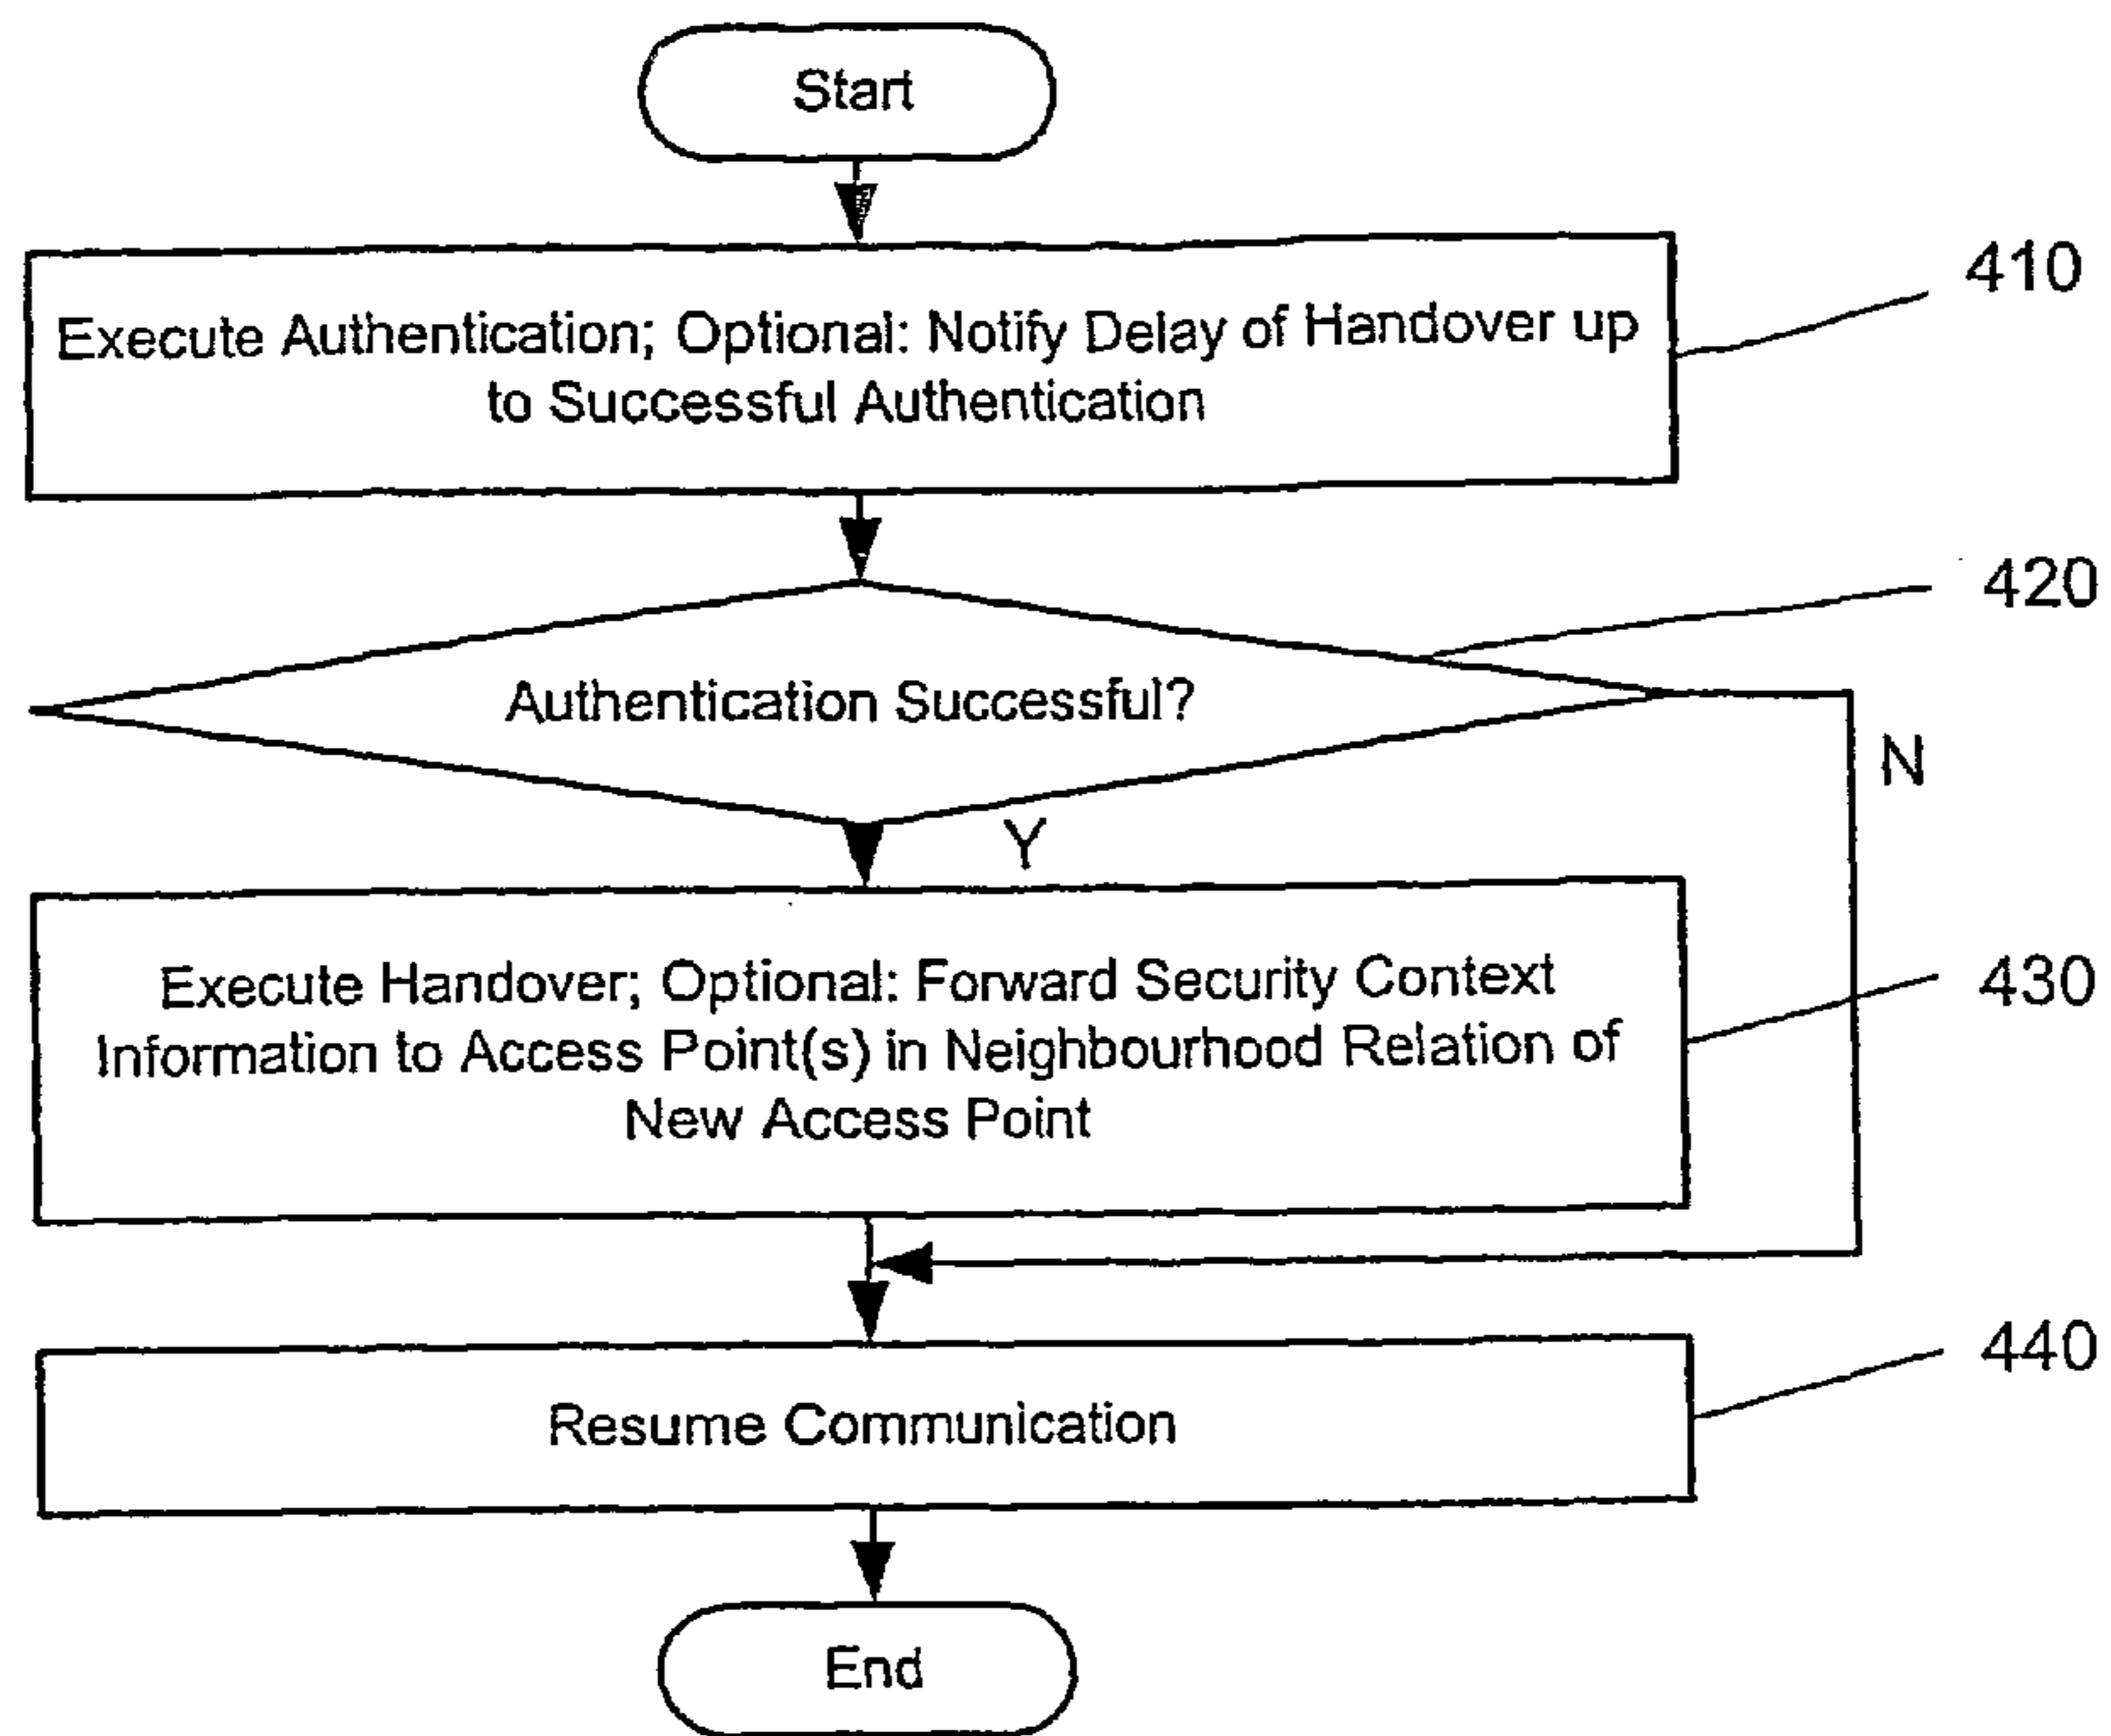 Start
410
Execute Authentication; Optional: Notify Delay of Handover up
to Successful Authentication
420
Authentication Successful?
N
Y
Execute Handover; Optional: Forward Security Context
Information to Access Point(s) in Neighbourhood Relation of
New Access Point
430
440
Resume Communication
End